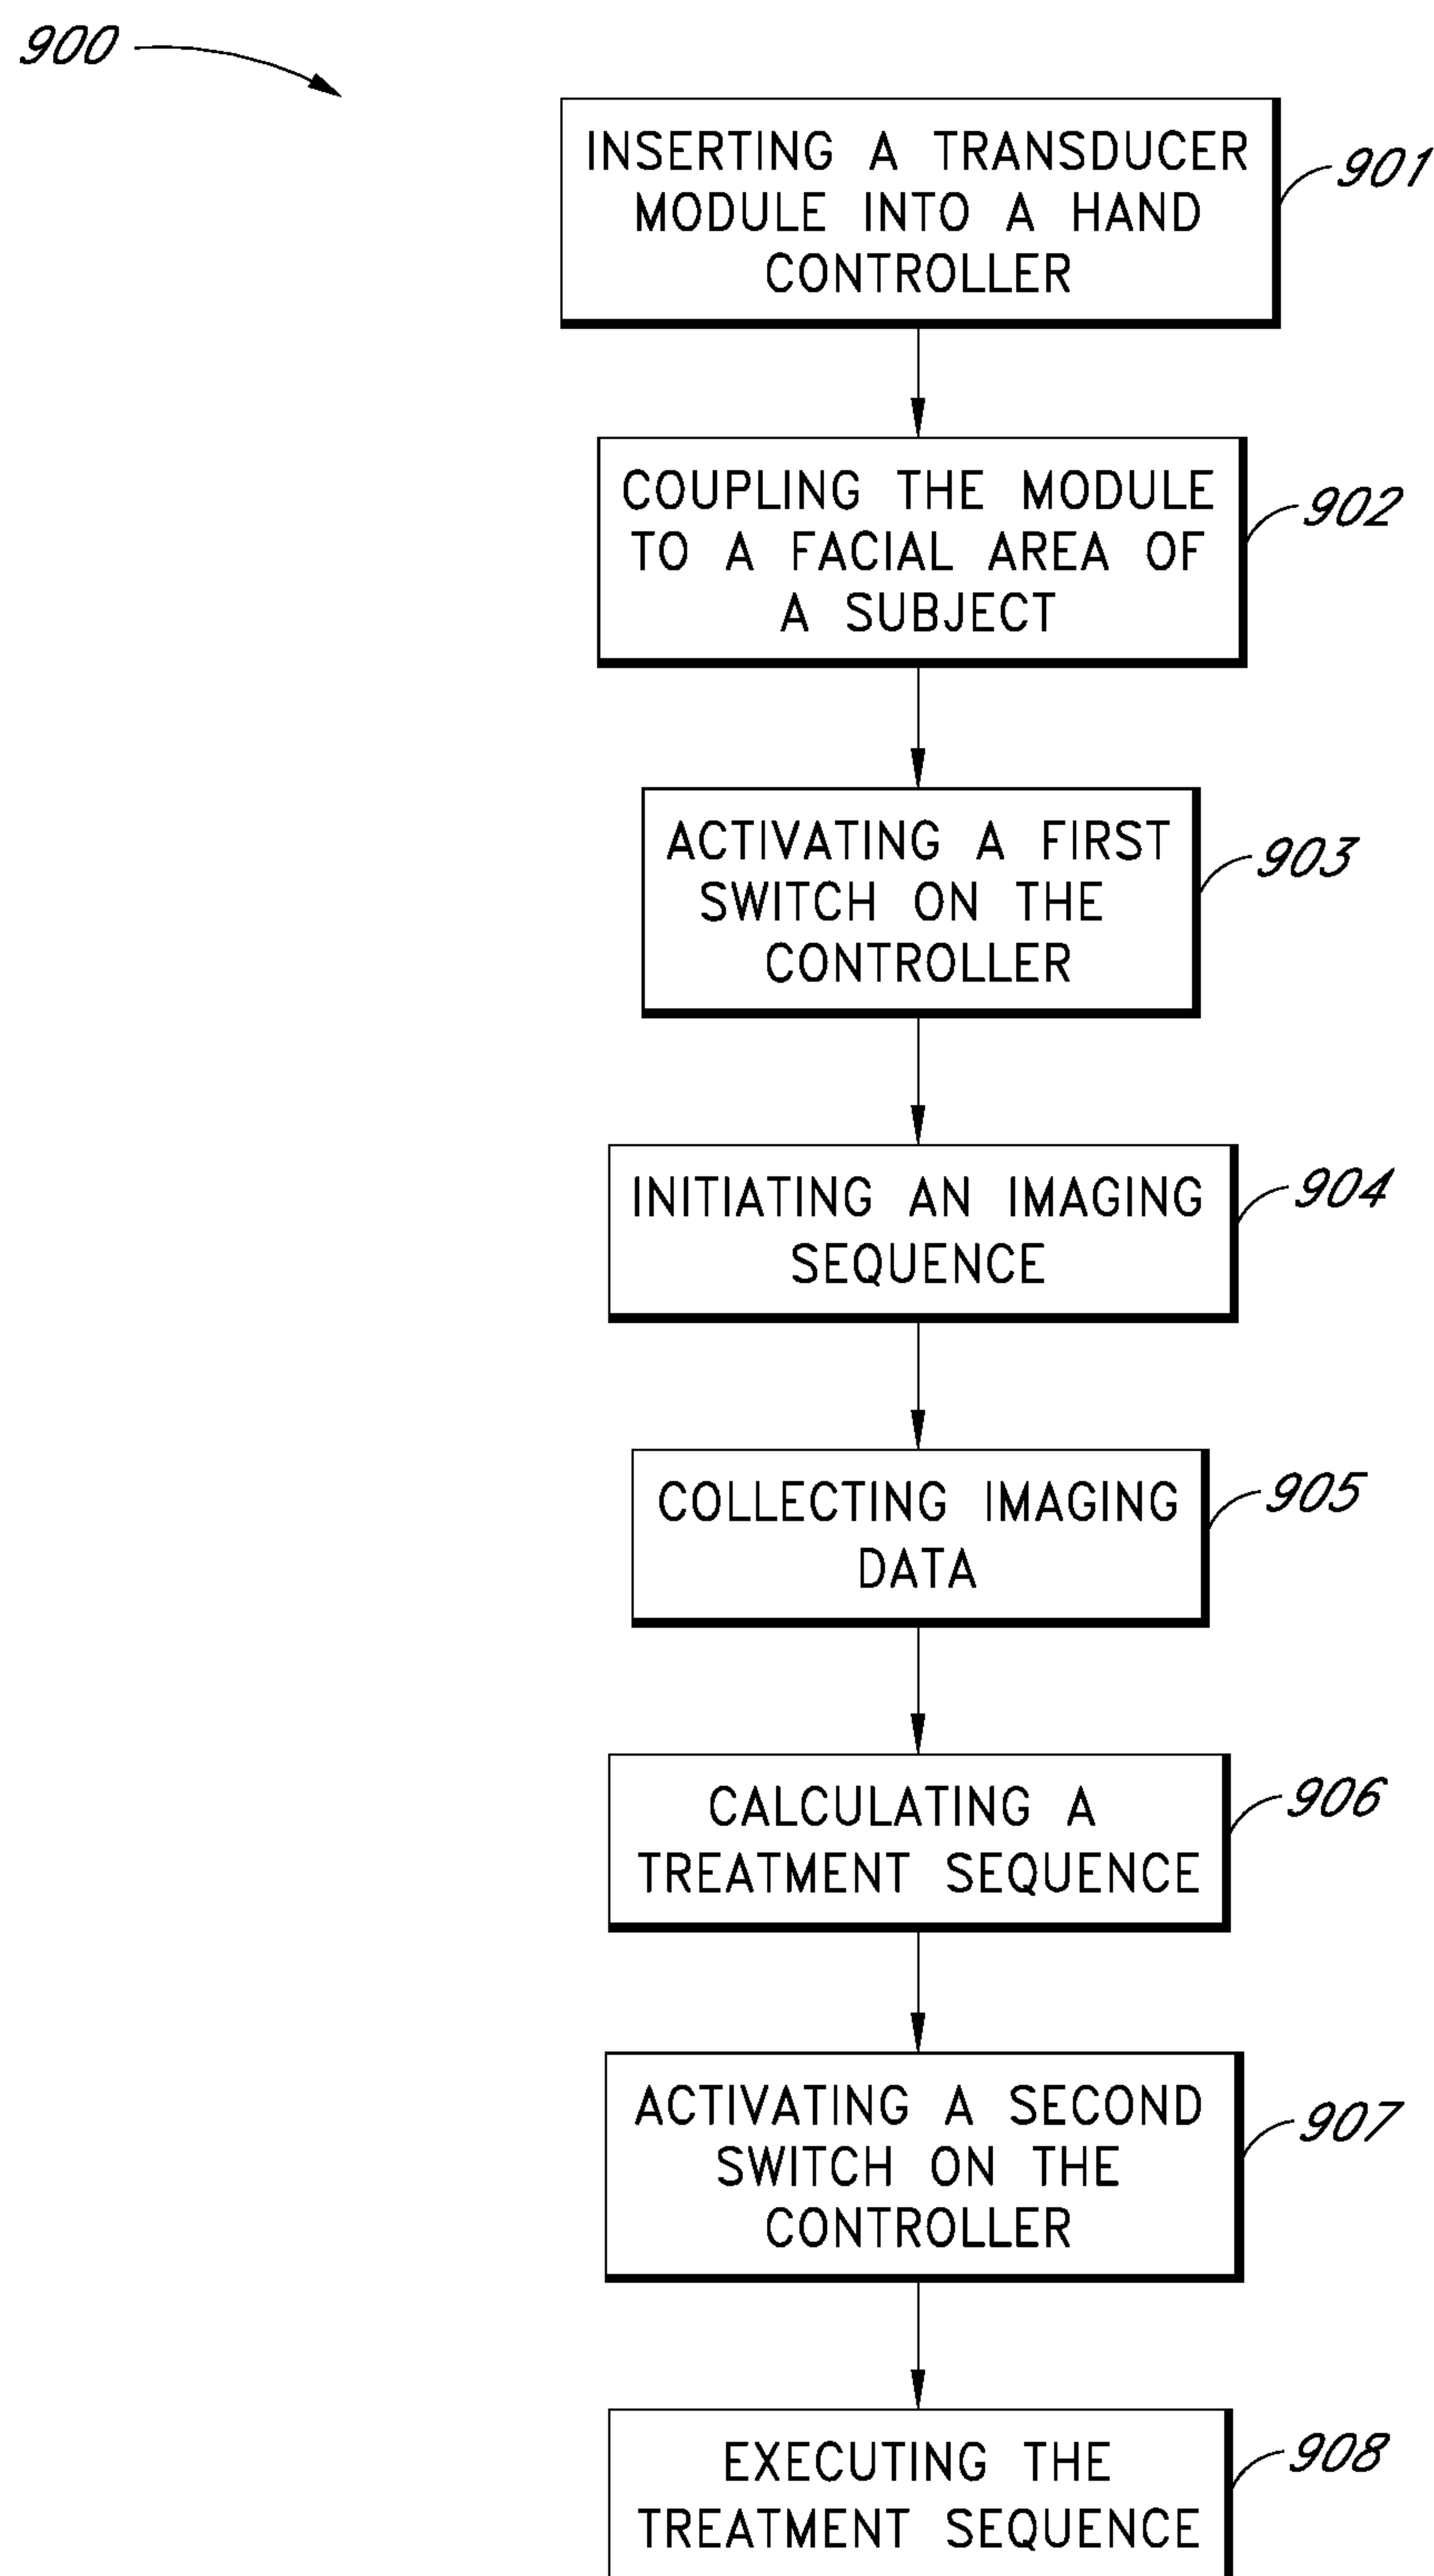 900
INSERTING A TRANSDUCER
MODULE INTO A HAND
CONTROLLER
901
COUPLING THE MODULE
TO A FACIAL AREA OF
A SUBJECT
902
ACTIVATING A FIRST
SWITCH ON THE
CONTROLLER
903
INITIATING AN IMAGING
SEQUENCE
904
COLLECTING IMAGING
DATA
905
CALCULATING A
TREATMENT SEQUENCE
906
ACTIVATING A SECOND
SWITCH ON THE
CONTROLLER
907
EXECUTING THE
TREATMENT SEQUENCE
908